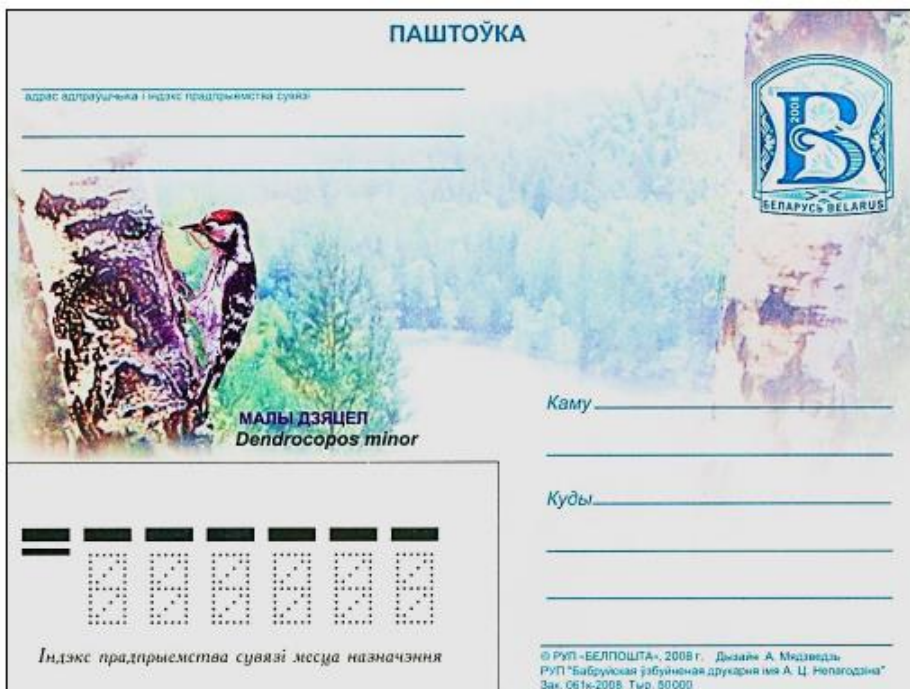 ПАШТОЎКА
адрас адпраўшчыка і індэкс прадпрыемства сувязі
2008
В
БЕЛАРУСЬ BELARUS
МАЛЫ ДЗЯЦЕЛ
Dendrocopos minor
Каму
Куды
Індэкс прадпрыемства сувязі месца назначэння
© РУП «БЕЛПОШТА», 2008 г. Дызайн А. Мядзведзь
РУП "Бабруйская ўзбуйненая друкарня імя А. Ц. Непагодзіна"
Зак. 061к-2008. Тыр. 50000